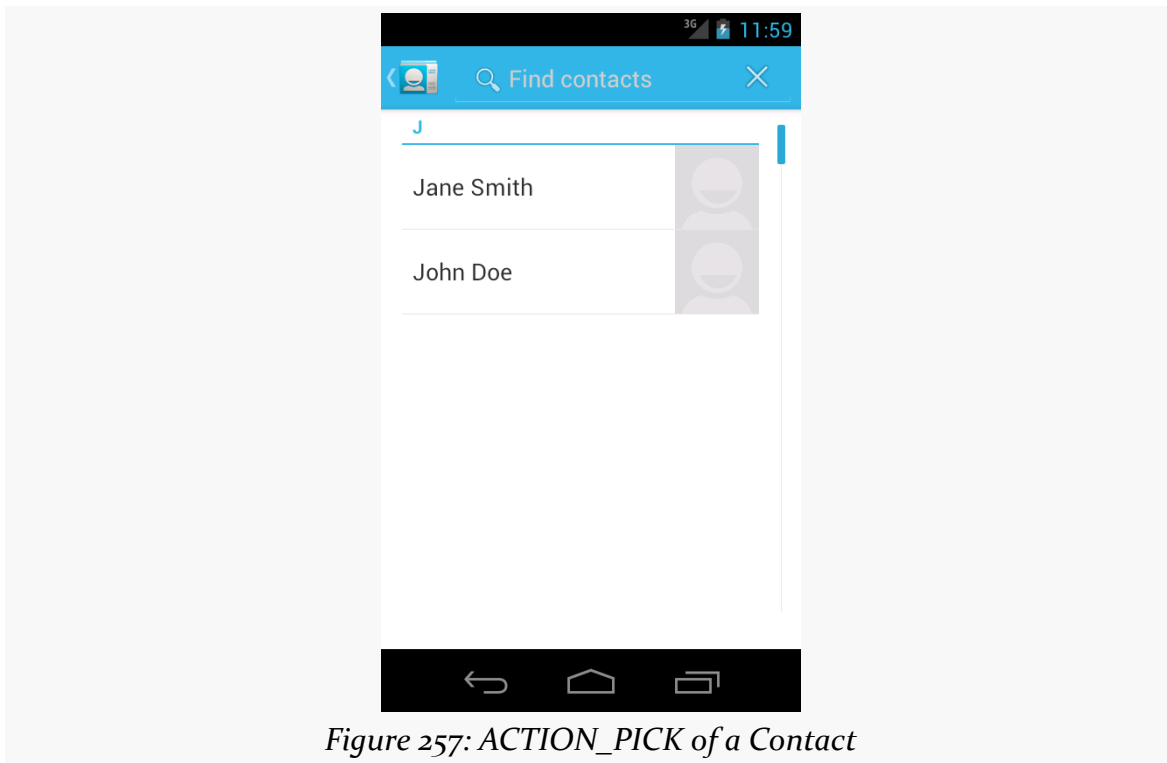 3G 11:59
Find contacts
J
Jane Smith
John Doe
Figure 257: ACTION_PICK of a Contact